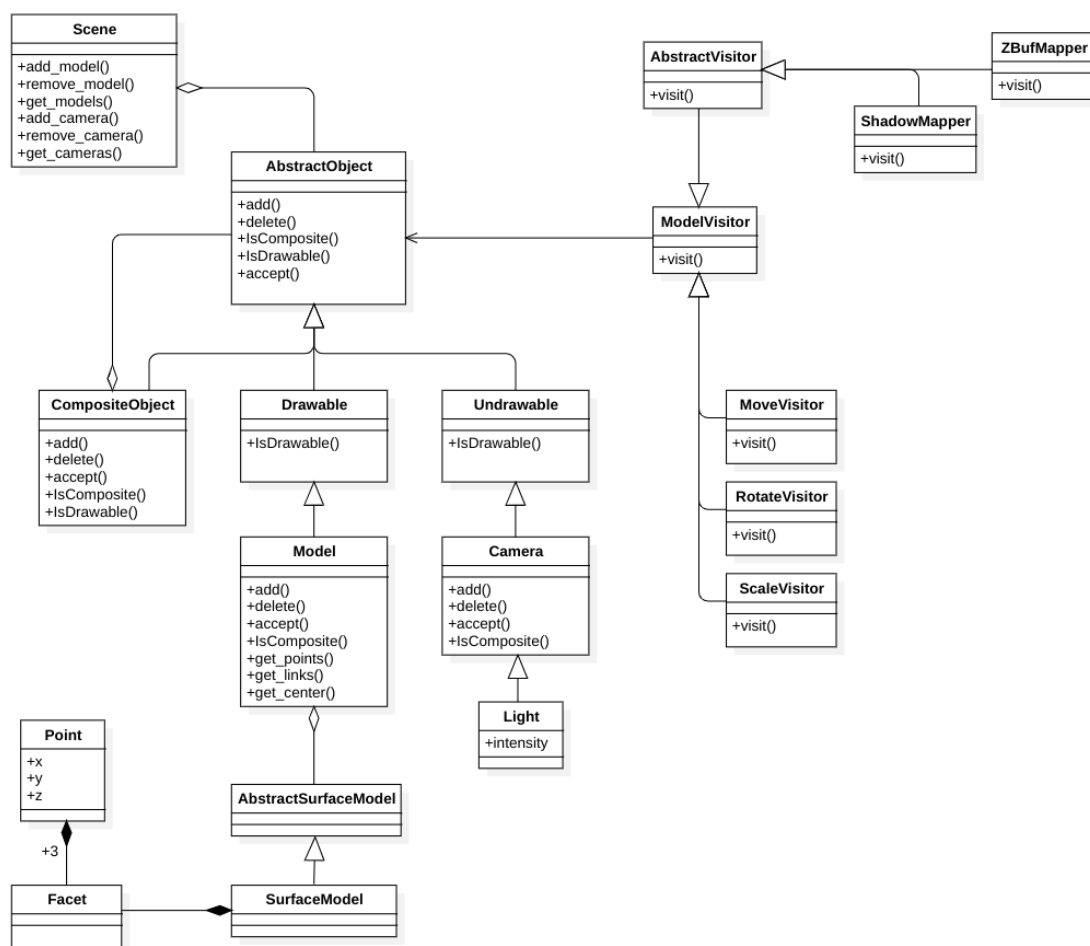 Scene
+add_model()
+remove_model()
+get_models()
+add_camera()
+remove_camera()
+get_cameras()
AbstractVisitor
+visit()
ZBufMapper
+visit()
ShadowMapper
+visit()
AbstractObject
+add()
+delete()
+IsComposite()
+IsDrawable()
+accept()
ModelVisitor
+visit()
CompositeObject
+add()
+delete()
+accept()
+IsComposite()
+IsDrawable()
Drawable
+IsDrawable()
Undrawable
+IsDrawable()
MoveVisitor
+visit()
RotateVisitor
+visit()
ScaleVisitor
+visit()
Model
+add()
+delete()
+accept()
+IsComposite()
+get_points()
+get_links()
+get_center()
Camera
+add()
+delete()
+accept()
+IsComposite()
Light
+intensity
Point
+x
+y
+z
+3
AbstractSurfaceModel
Facet
SurfaceModel